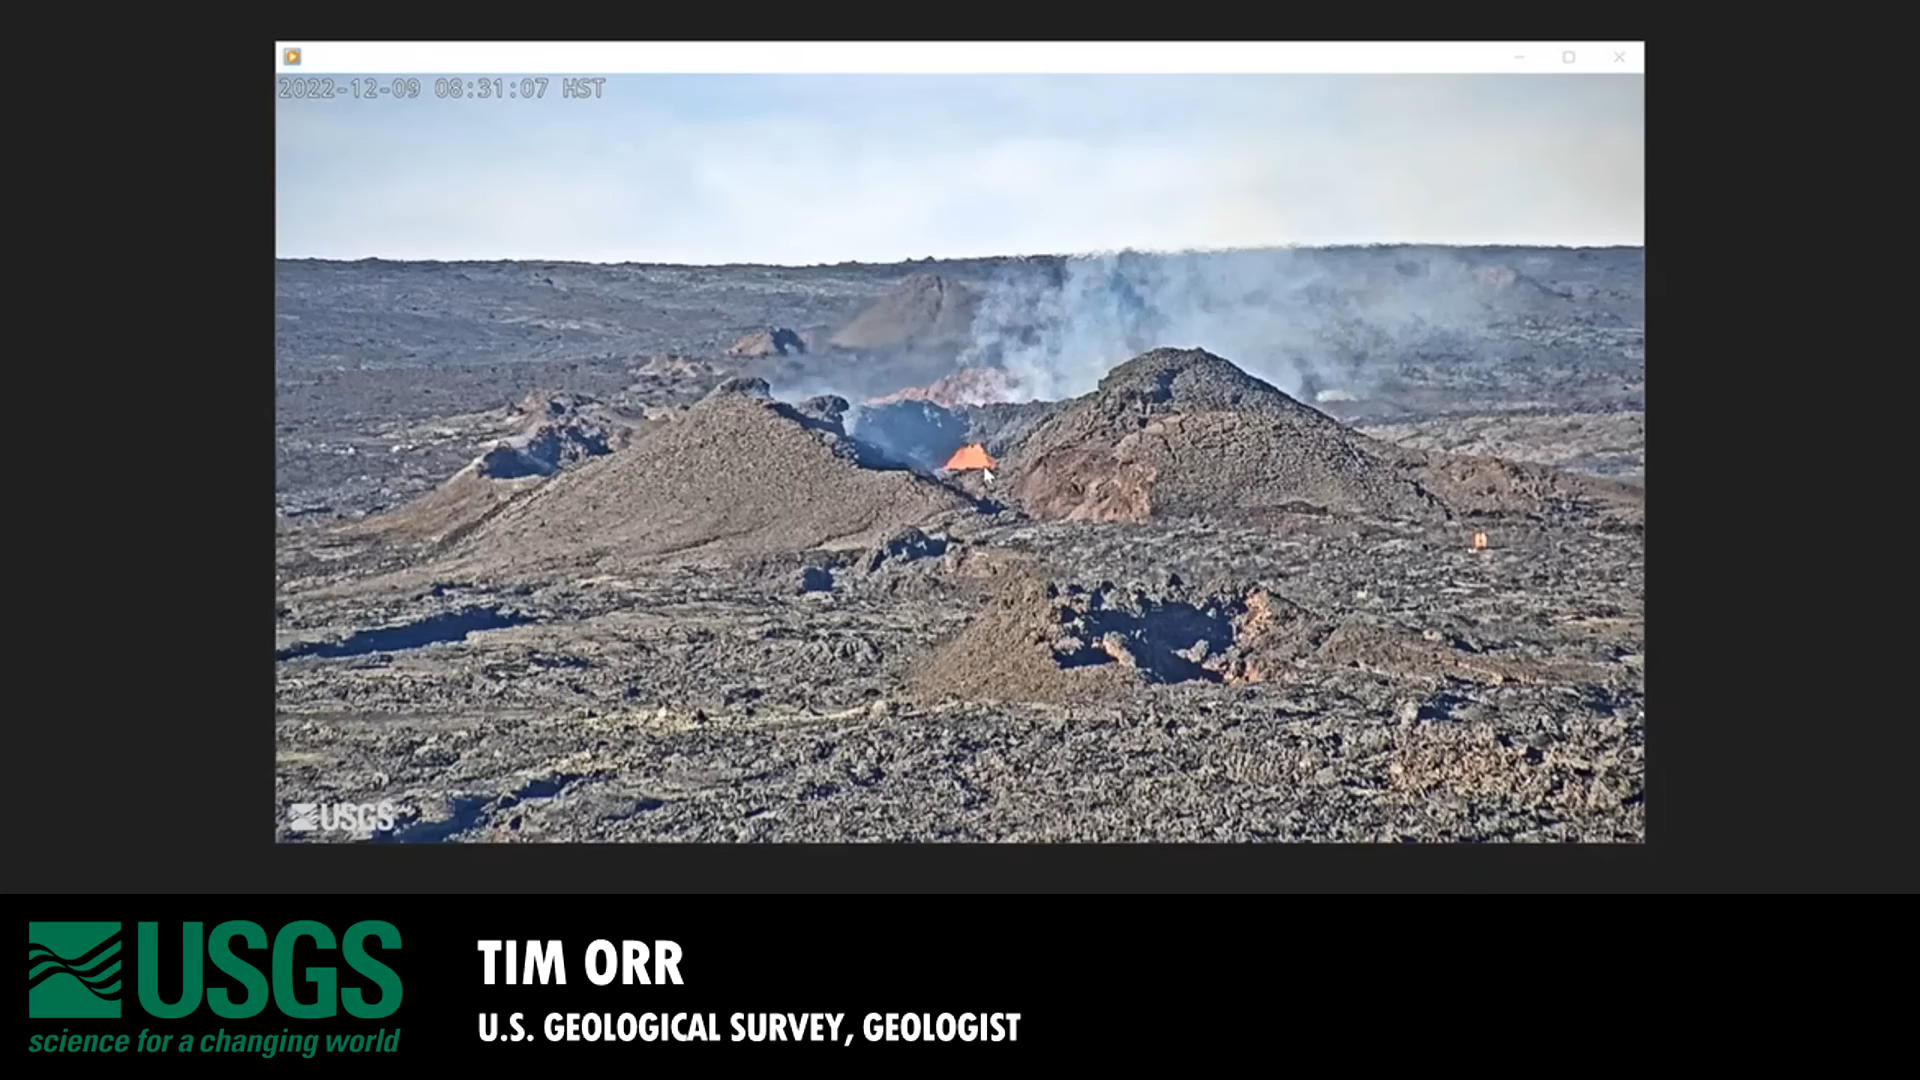 2022-12-09 08:31:07 HST
USGS
USGS
science for a changing world
TIM ORR
U.S. GEOLOGICAL SURVEY, GEOLOGIST